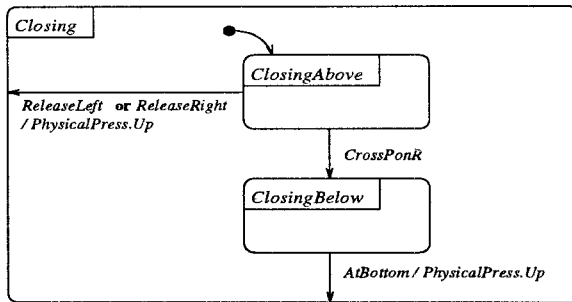 Closing
ClosingAbove
ReleaseLeft or ReleaseRight
/ PhysicalPress.Up
CrossPonR
ClosingBelow
AtBottom / PhysicalPress.Up